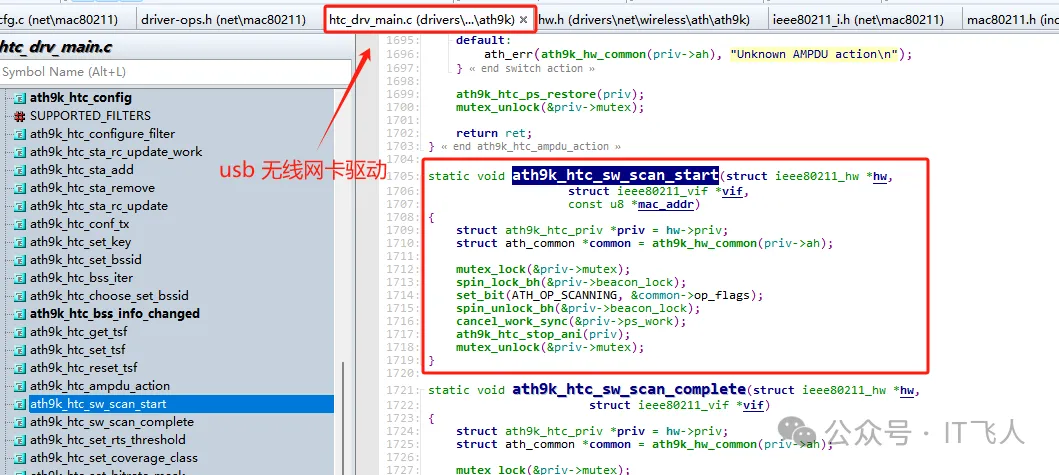 cfg.c (net\mac80211)
driver-ops.h (net\mac80211)
htc_drv_main.c (drivers\...\ath9k) ×
hw.h (drivers\net\wireless\ath\ath9k)
ieee80211_i.h (net\mac80211)
mac80211.h (inc
htc_drv_main.c
Symbol Name (Alt+L)
ath9k_htc_config
SUPPORTED_FILTERS
ath9k_htc_configure_filter
ath9k_htc_sta_rc_update_work
ath9k_htc_sta_add
ath9k_htc_sta_remove
ath9k_htc_sta_rc_update
ath9k_htc_conf_tx
ath9k_htc_set_key
ath9k_htc_set_bssid
ath9k_htc_bss_iter
ath9k_htc_choose_set_bssid
ath9k_htc_bss_info_changed
ath9k_htc_get_tsf
ath9k_htc_set_tsf
ath9k_htc_reset_tsf
ath9k_htc_ampdu_action
ath9k_htc_sw_scan_start
ath9k_htc_sw_scan_complete
ath9k_htc_set_rts_threshold
ath9k_htc_set_coverage_class
usb 无线网卡驱动
1695: default:
1696: ath_err(ath9k_hw_common(priv->ah), "Unknown AMPDU action\n");
1697: } « end switch action »
1698:
1699: ath9k_htc_ps_restore(priv);
1700: mutex_unlock(&priv->mutex);
1701:
1702: return ret;
1703: } « end ath9k_htc_ampdu_action »
1704:
1705: static void ath9k_htc_sw_scan_start(struct ieee80211_hw *hw,
1706: struct ieee80211_vif *vif,
1707: const u8 *mac_addr)
1708: {
1709: struct ath9k_htc_priv *priv = hw->priv;
1710: struct ath_common *common = ath9k_hw_common(priv->ah);
1711:
1712: mutex_lock(&priv->mutex);
1713: spin_lock_bh(&priv->beacon_lock);
1714: set_bit(ATH_OP_SCANNING, &common->op_flags);
1715: spin_unlock_bh(&priv->beacon_lock);
1716: cancel_work_sync(&priv->ps_work);
1717: ath9k_htc_stop_ani(priv);
1718: mutex_unlock(&priv->mutex);
1719: }
1720:
1721: static void ath9k_htc_sw_scan_complete(struct ieee80211_hw *hw,
1722: struct ieee80211_vif *vif)
1723: {
1724: struct ath9k_htc_priv *priv = hw->priv;
1725: struct ath_common *common = ath9k_hw_common(priv->ah);
1726:
1727: mutex_lock(&priv->mutex);
公众号 · IT飞人